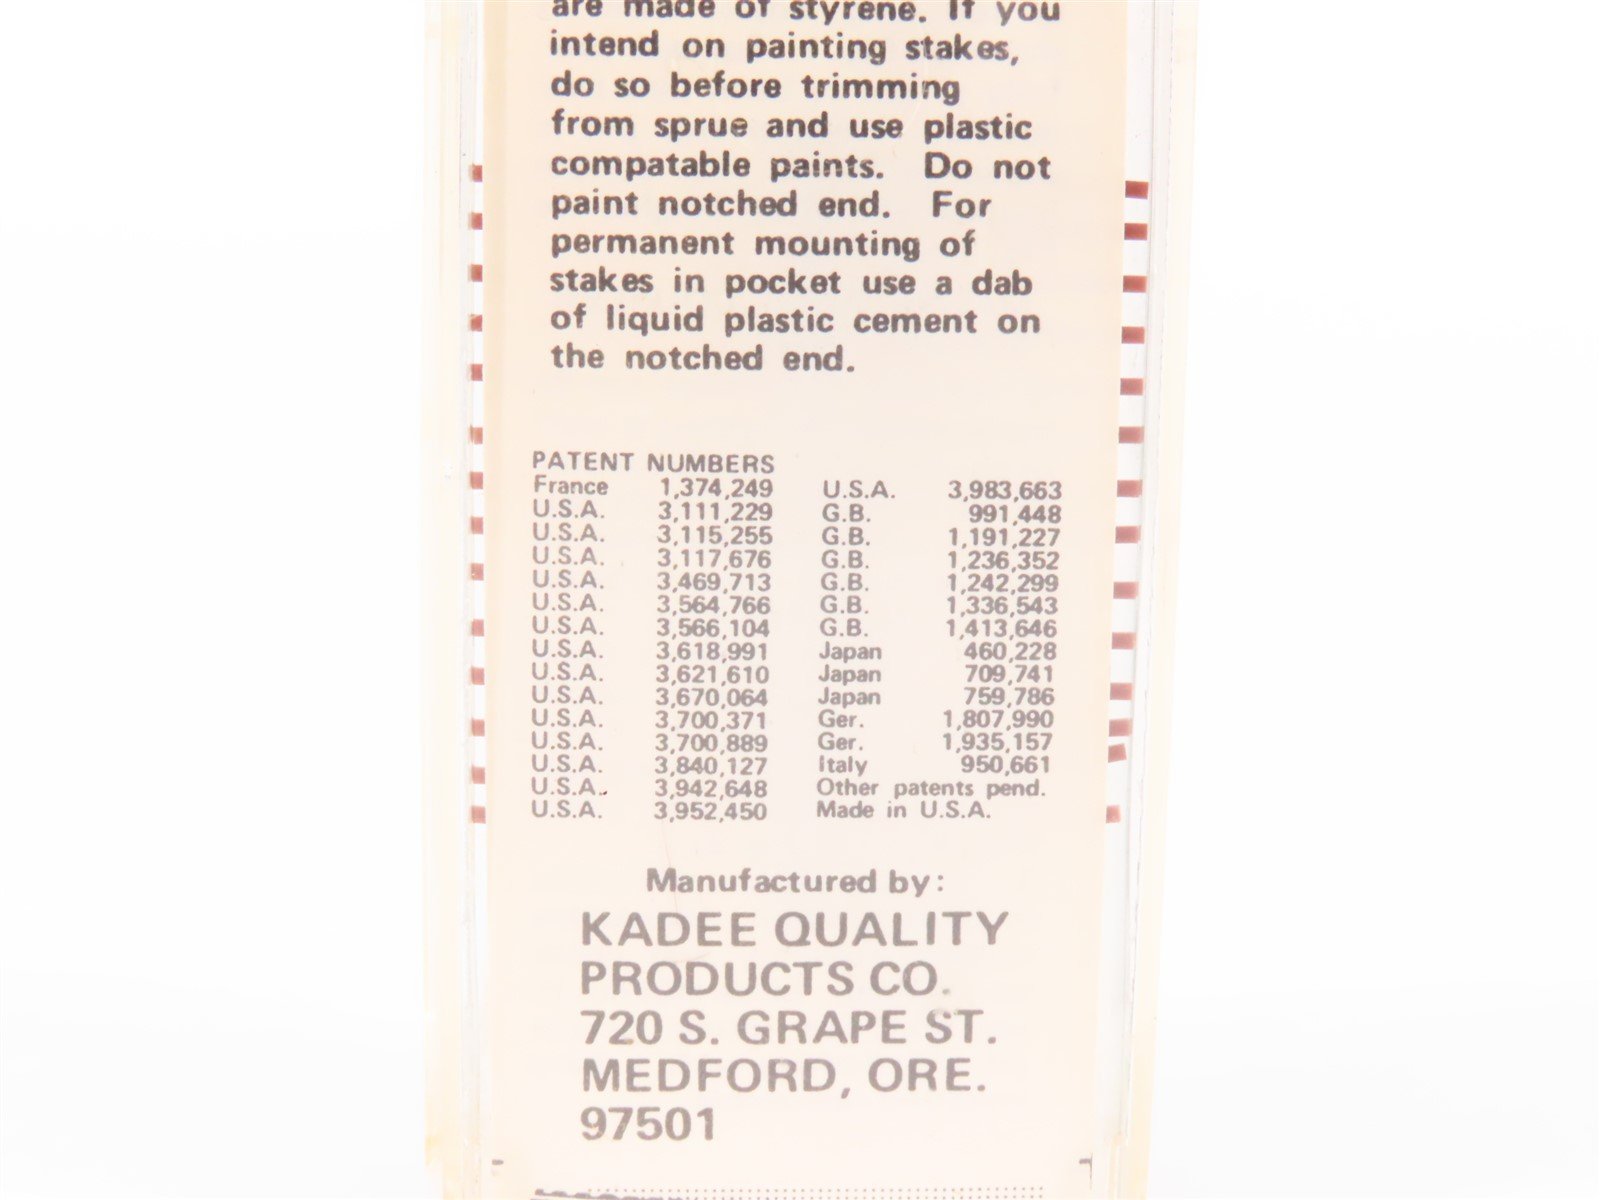 are made of styrene. If you
intend on painting stakes,
do so before trimming
from sprue and use plastic
compatable paints. Do not
paint notched end. For
permanent mounting of
stakes in pocket use a dab
of liquid plastic cement on
the notched end.
PATENT NUMBERS
France 1,374,249 U.S.A. 3,983,663
U.S.A. 3,111,229 G.B. 991,448
U.S.A. 3,115,255 G.B. 1,191,227
U.S.A. 3,117,676 G.B. 1,236,352
U.S.A. 3,469,713 G.B. 1,242,299
U.S.A. 3,564,766 G.B. 1,336,543
U.S.A. 3,566,104 G.B. 1,413,646
U.S.A. 3,618,991 Japan 460,228
U.S.A. 3,621,610 Japan 709,741
U.S.A. 3,670,064 Japan 759,786
U.S.A. 3,700,371 Ger. 1,807,990
U.S.A. 3,700,889 Ger. 1,935,157
U.S.A. 3,840,127 Italy 950,661
U.S.A. 3,942,648 Other patents pend.
U.S.A. 3,952,450 Made in U.S.A.
Manufactured by:
KADEE QUALITY
PRODUCTS CO.
720 S. GRAPE ST.
MEDFORD, ORE.
97501